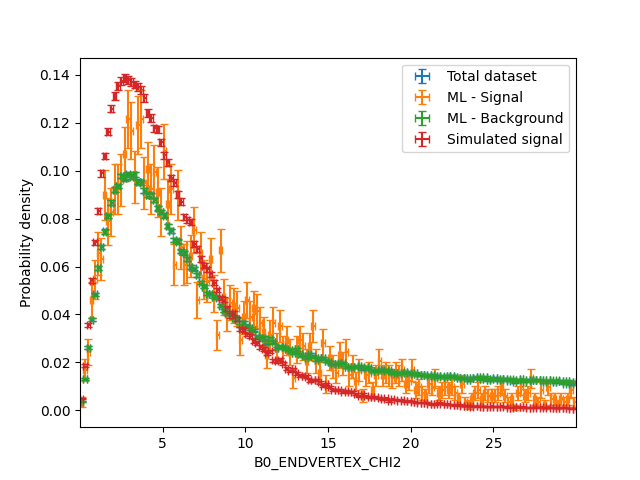 Total dataset
ML - Signal
ML - Background
Simulated signal
Probability density
0.14
0.12
0.10
0.08
0.06
0.04
0.02
0.00
5 10 15 20 25
B0_ENDVERTEX_CHI2